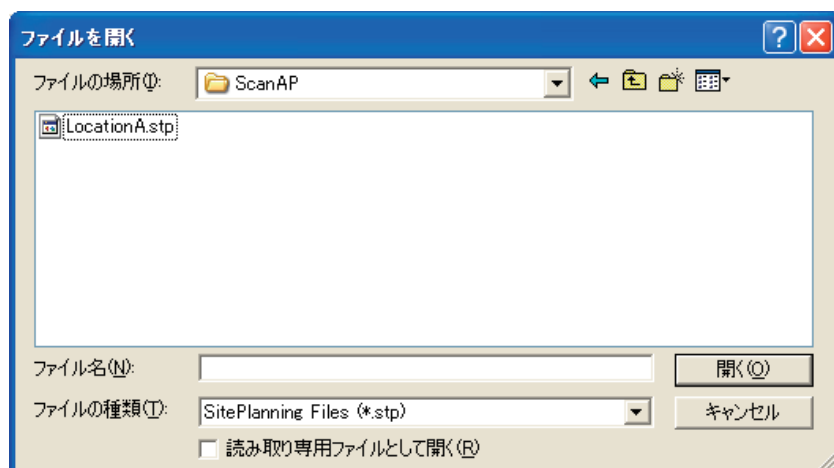 ファイルを開く
ファイルの場所(I):
ScanAP
LocationA.stp
ファイル名(N):
開く(O)
ファイルの種類(T):
SitePlanning Files (*.stp)
キャンセル
読み取り専用ファイルとして開く(R)